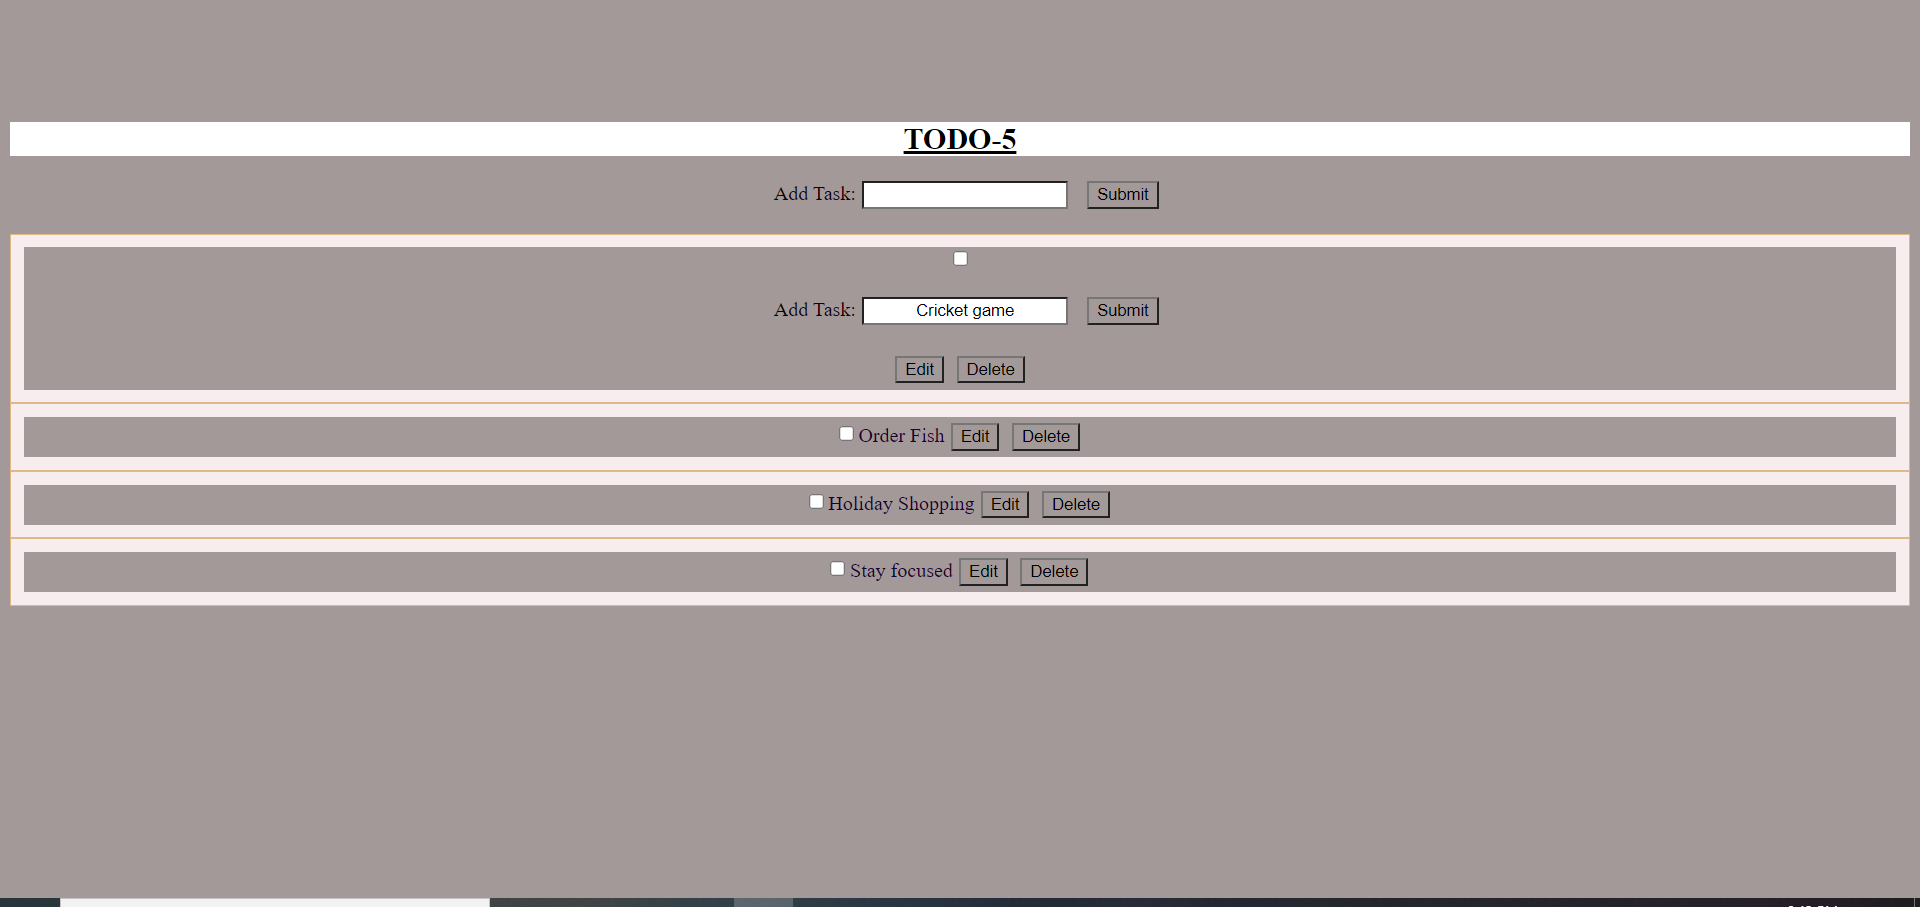 TODO-5
Add Task: Submit
Add Task: Cricket game Submit
Edit Delete
Order Fish Edit Delete
Holiday Shopping Edit Delete
Stay focused Edit Delete